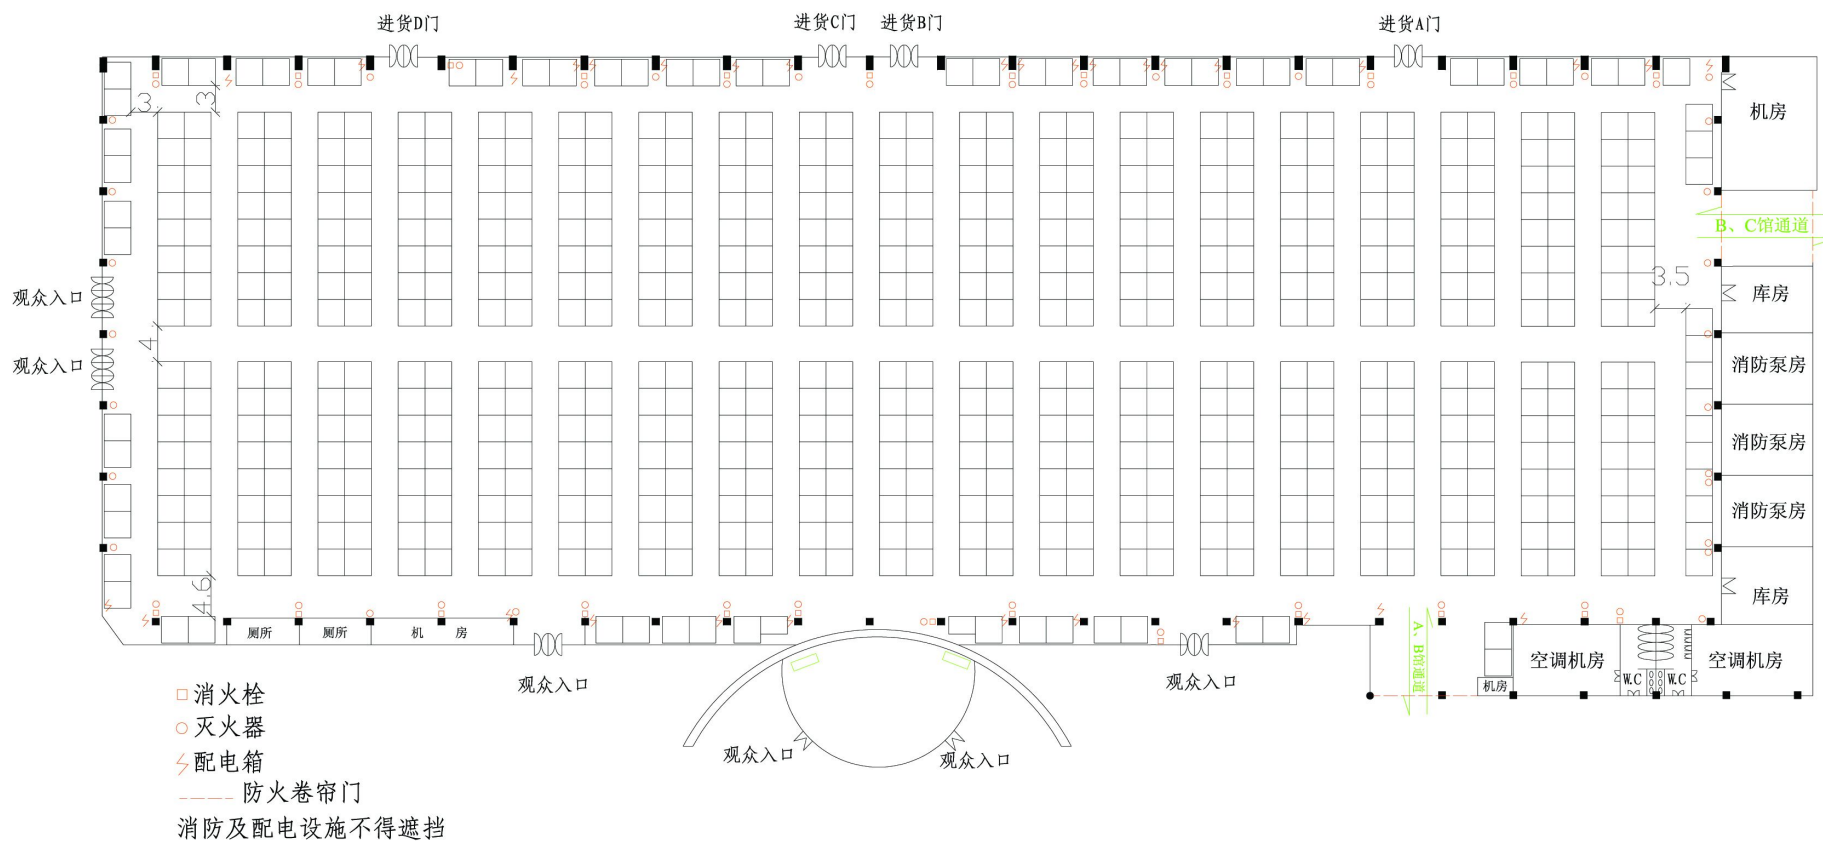 进货D门
进货C门
进货B门
进货A门
3
3
机房
B、C馆通道
3.5
库房
观众入口
4
观众入口
消防泵房
消防泵房
消防泵房
4.6
库房
厕所
厕所
机 房
观众入口
观众入口
A、B馆通道
机房
空调机房
W.C
W.C
空调机房
观众入口
观众入口
消火栓
灭火器
配电箱
防火卷帘门
消防及配电设施不得遮挡